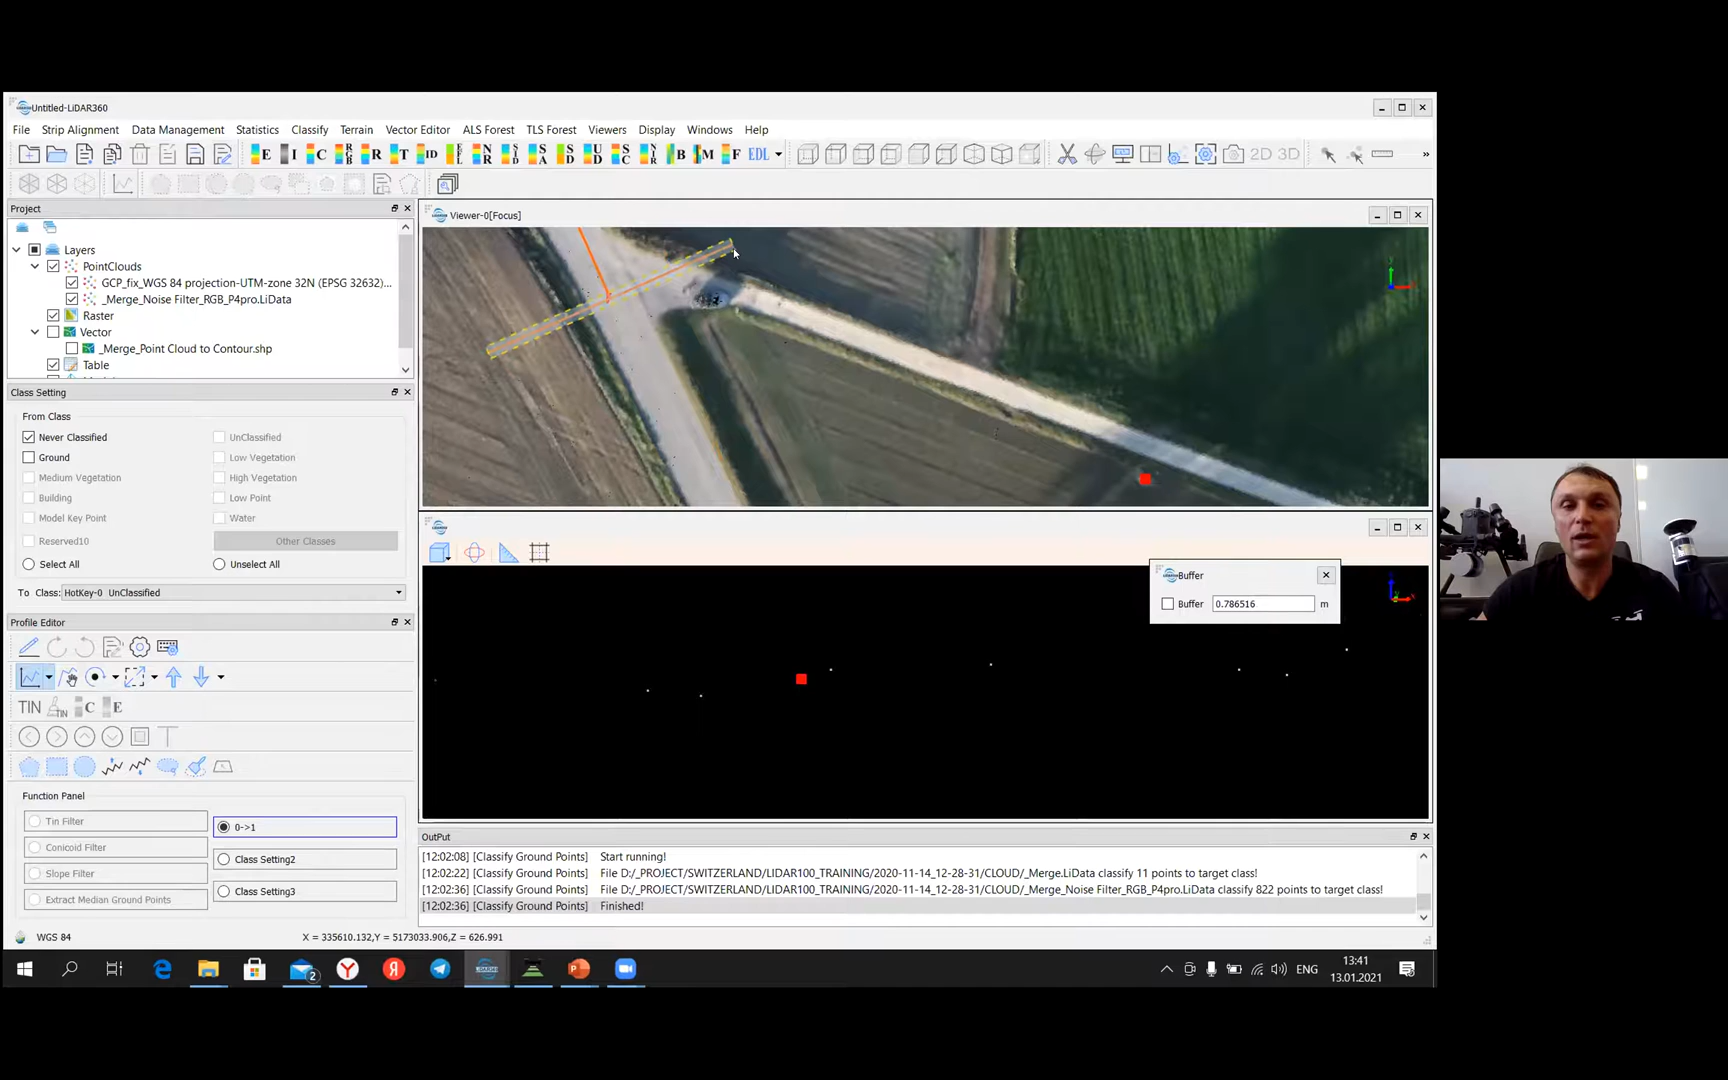 Untitled-LiDAR360
File Strip Alignment Data Management Statistics Classify Terrain Vector Editor ALS Forest TLS Forest Viewers Display Windows Help
E I C R T ID B M F EDL 2D 3D »
Project
Viewer-0[Focus]
Layers
PointClouds
GCP_fix_WGS 84 projection-UTM-zone 32N (EPSG 32632)...
_Merge_Noise Filter_RGB_P4pro.LiData
Raster
Vector
_Merge_Point Cloud to Contour.shp
Table
Class Setting
From Class
Never Classified UnClassified
Ground Low Vegetation
Medium Vegetation High Vegetation
Building Low Point
Model Key Point Water
Reserved10 Other Classes
Select All Unselect All
To Class: HotKey-0 UnClassified
Buffer
Buffer 0.786516 m
Profile Editor
TIN TIN C E
Function Panel
Tin Filter 0->1
Conicoid Filter Class Setting2
Slope Filter Class Setting3
Extract Median Ground Points
OutPut
[12:02:08] [Classify Ground Points] Start running!
[12:02:22] [Classify Ground Points] File D:/_PROJECT/SWITZERLAND/LIDAR100_TRAINING/2020-11-14_12-28-31/CLOUD/_Merge.LiData classify 11 points to target class!
[12:02:36] [Classify Ground Points] File D:/_PROJECT/SWITZERLAND/LIDAR100_TRAINING/2020-11-14_12-28-31/CLOUD/_Merge_Noise Filter_RGB_P4pro.LiData classify 822 points to target class!
[12:02:36] [Classify Ground Points] Finished!
WGS 84 X = 335610.132,Y = 5173033.906,Z = 626.991
2 ENG 13:41
13.01.2021